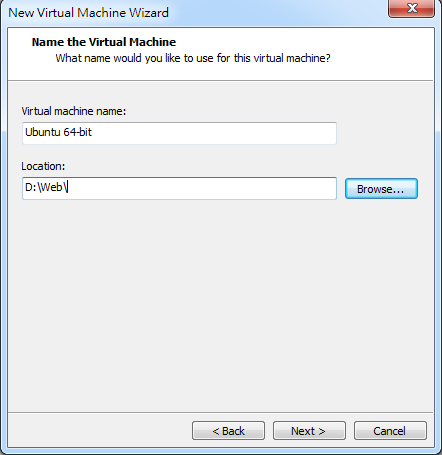 New Virtual Machine Wizard
Name the Virtual Machine
What name would you like to use for this virtual machine?
Virtual machine name:
Ubuntu 64-bit
Location:
D:\Web\
Browse...
< Back
Next >
Cancel